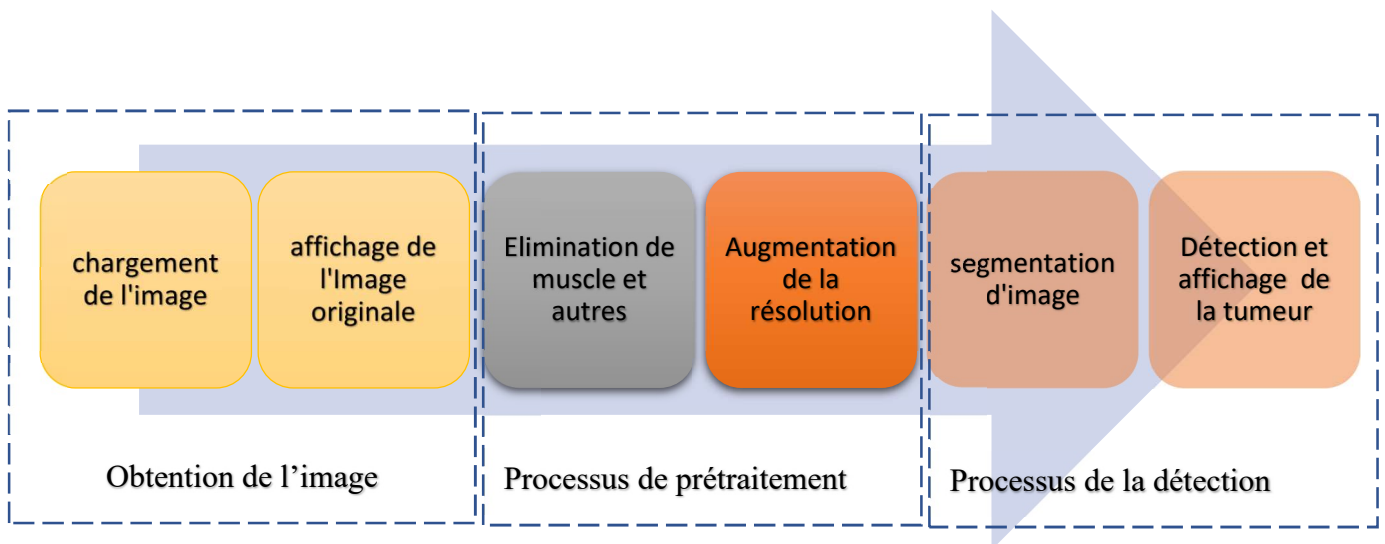 chargement
de l'image
affichage de
l'Image
originale
Elimination de
muscle et
autres
Augmentation
de la
résolution
segmentation
d'image
Détection et
affichage de
la tumeur
Obtention de l’image
Processus de prétraitement
Processus de la détection